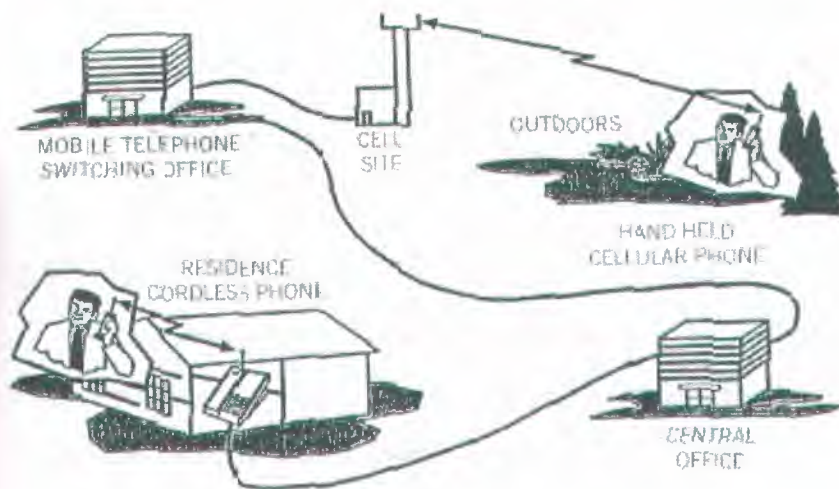 MOBILE TELEPHONE
SWITCHING OFFICE
CELL
SITE
OUTDOORS
HAND HELD
CELLULAR PHONE
RESIDENCE
CORDLESS PHONE
CENTRAL
OFFICE